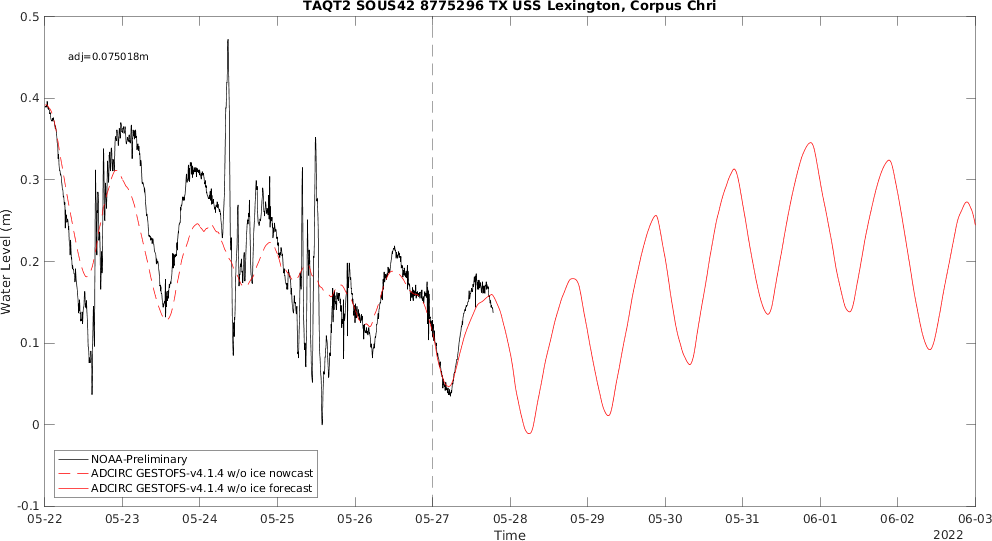 TAQT2 SOUS42 8775296 TX USS Lexington, Corpus Chri
adj=0.075018m
0.5
0.4
0.3
0.2
0.1
0
-0.1
Water Level (m)
NOAA-Preliminary
ADCIRC GESTOFS-v4.1.4 w/o ice nowcast
ADCIRC GESTOFS-v4.1.4 w/o ice forecast
05-22 05-23 05-24 05-25 05-26 05-27 05-28 05-29 05-30 05-31 06-01 06-02 06-03
Time
2022